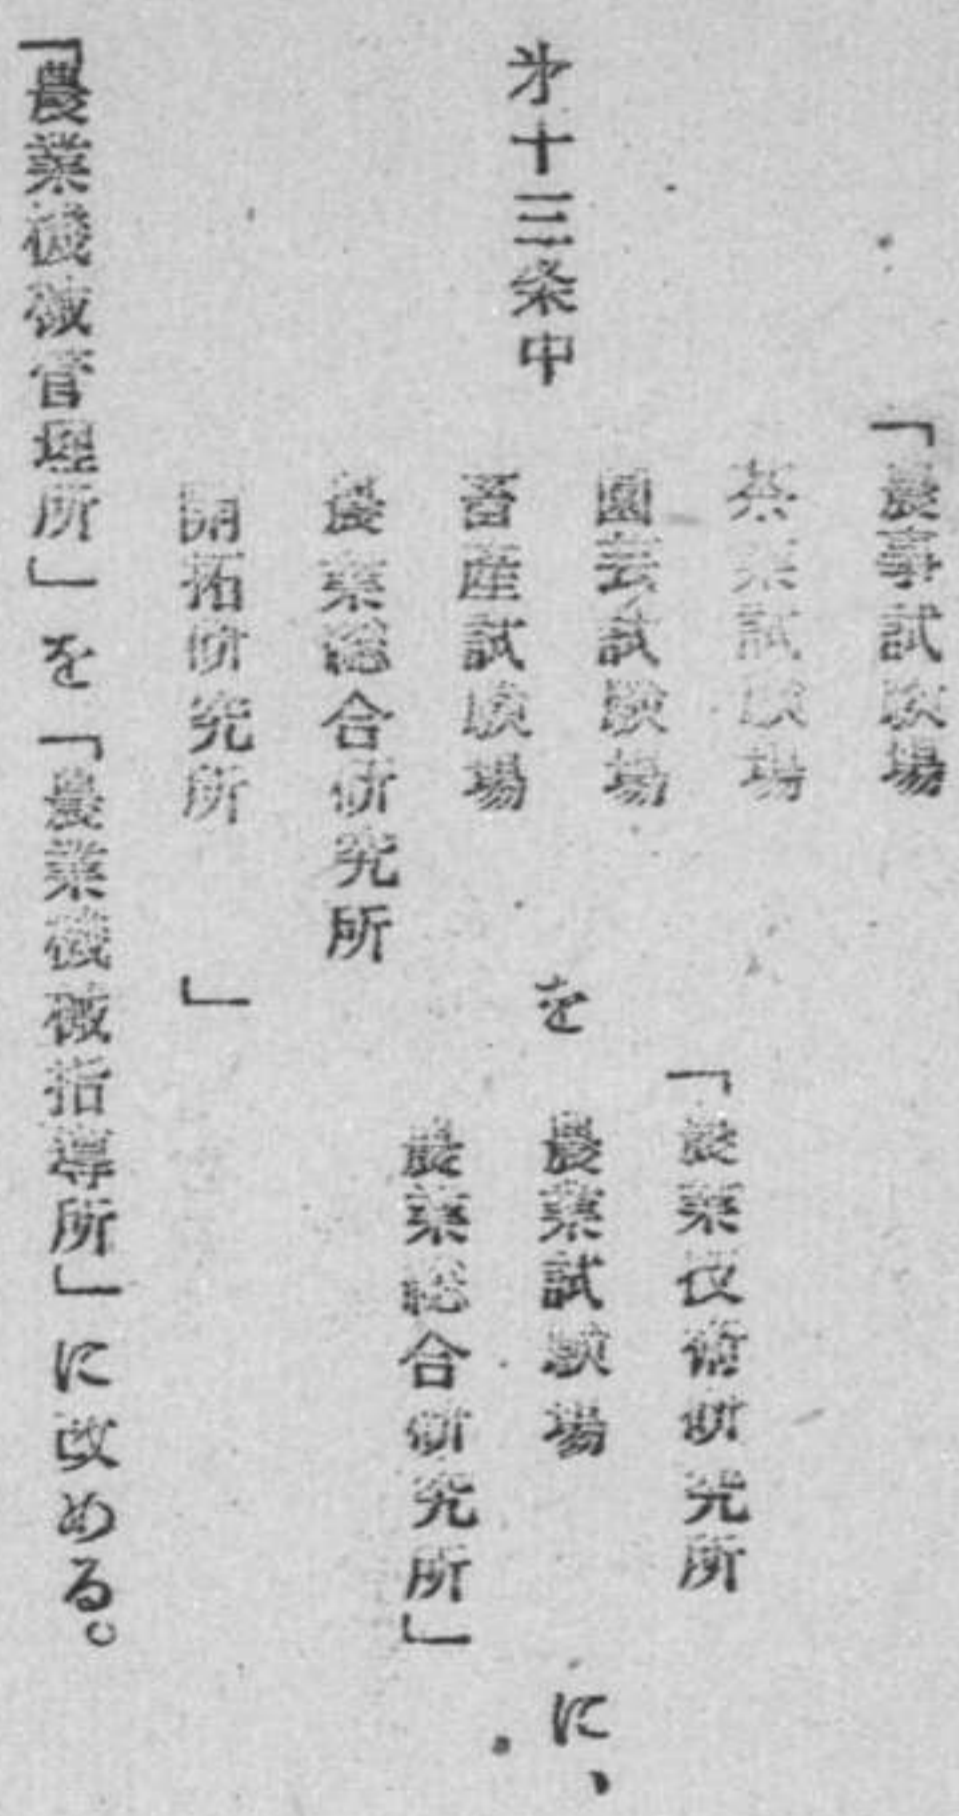 才十三条中
「農事試験場
茶業試験場
園芸試験場
畜産試験場
農業総合研究所
開拓研究所」
を
「農業技術研究所
農業試験場
農業総合研究所」
に、
「農業機械管理所」を「農業機械指導所」に改める。